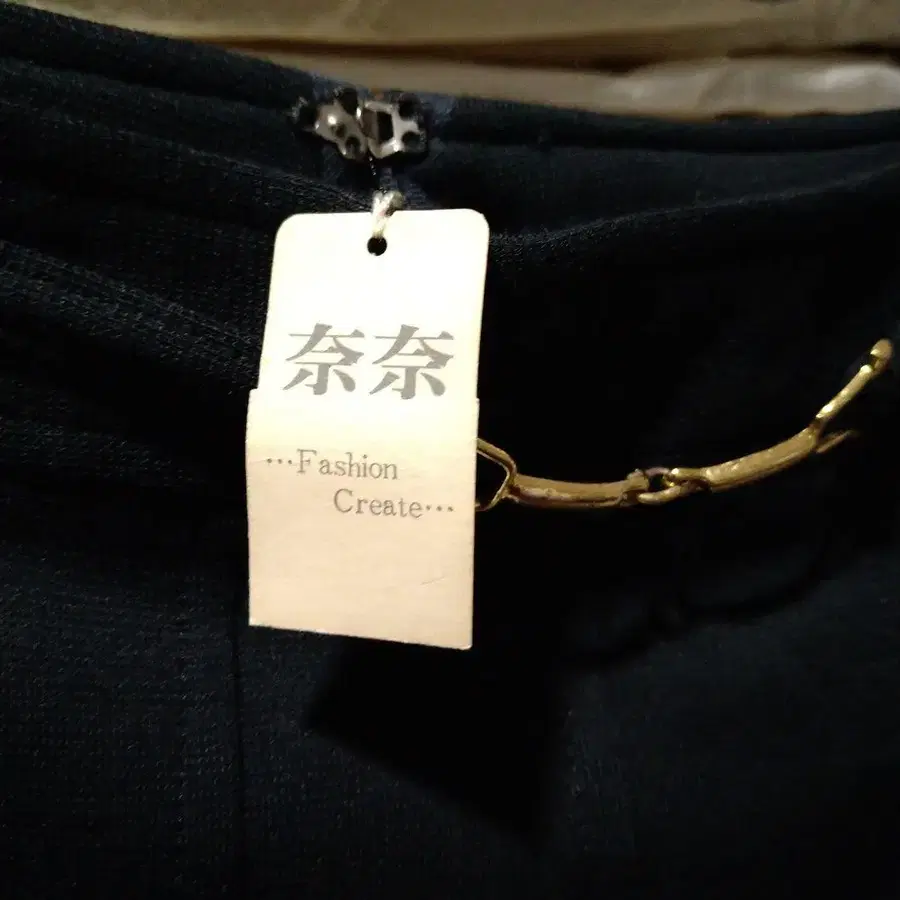 奈奈
…Fashion
Create…